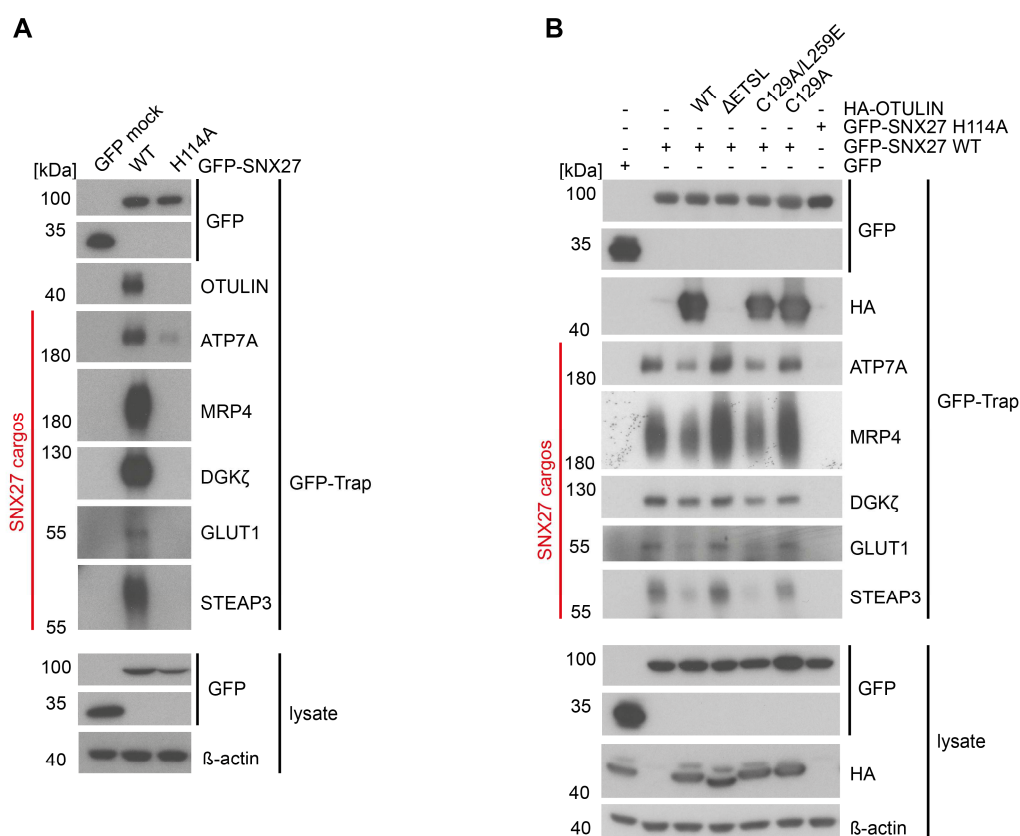 A
GFP mock
WT
H114A
[kDa]
GFP-SNX27
100
GFP
35
OTULIN
40
ATP7A
180
MRP4
180
130
DGKζ
GFP-Trap
55
GLUT1
STEAP3
55
SNX27 cargos
100
GFP
35
lysate
40
ß-actin
B
WT
ΔETSL
C129A/L259E
C129A
- - - + HA-OTULIN
- - - - - - + GFP-SNX27 H114A
- + + + + + - GFP-SNX27 WT
[kDa] + - - - - - - GFP
100
GFP
35
HA
40
ATP7A
180
GFP-Trap
MRP4
180
130
DGKζ
55
GLUT1
STEAP3
55
SNX27 cargos
100
GFP
35
lysate
HA
40
40
ß-actin